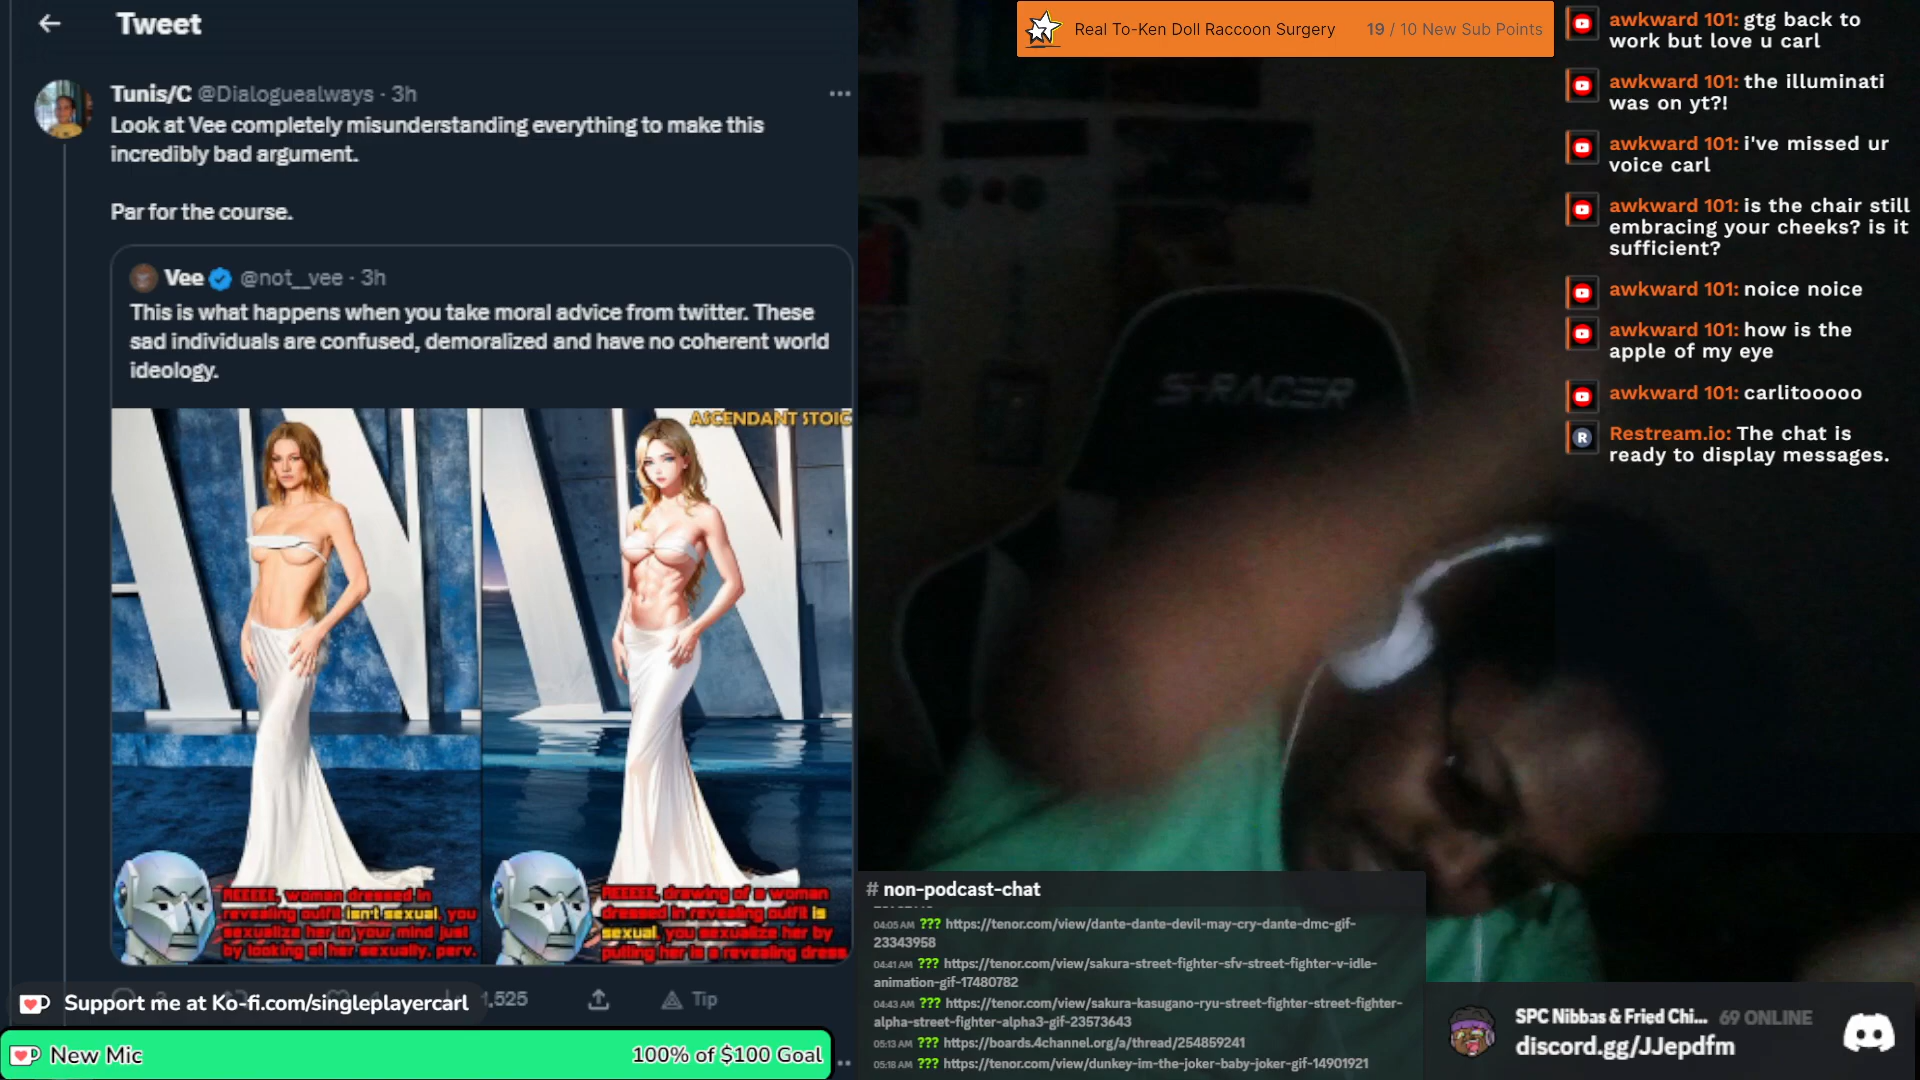 Tweet
Tunis/C @Dialoguealways · 3h
Look at Vee completely misunderstanding everything to make this
incredibly bad argument.
Par for the course.
Vee @not__vee · 3h
This is what happens when you take moral advice from twitter. These
sad individuals are confused, demoralized and have no coherent world
ideology.
ASCENDANT STOIC
REEEEE, woman dressed in
revealing outfit isn't sexual, you
sexualize her in your mind just
by looking at her sexually, perv.
REEEEE, drawing of a woman
dressed in revealing outfit is
sexual, you sexualize her by
putting her in a revealing dress
,525
Tip
Support me at Ko-fi.com/singleplayercarl
New Mic
100% of $100 Goal
Real To-Ken Doll Raccoon Surgery 19 / 10 New Sub Points
S-RACER
# non-podcast-chat
04:05 AM ??? https://tenor.com/view/dante-dante-devil-may-cry-dante-dmc-gif-
23343958
04:41 AM ??? https://tenor.com/view/sakura-street-fighter-sfv-street-fighter-v-idle-
animation-gif-17480782
04:43 AM ??? https://tenor.com/view/sakura-kasugano-ryu-street-fighter-street-fighter-
alpha-street-fighter-alpha3-gif-23573643
05:13 AM ??? https://boards.4channel.org/a/thread/254859241
05:18 AM ??? https://tenor.com/view/dunkey-im-the-joker-baby-joker-gif-14901921
awkward 101: gtg back to
work but love u carl
awkward 101: the illuminati
was on yt?!
awkward 101: i've missed ur
voice carl
awkward 101: is the chair still
embracing your cheeks? is it
sufficient?
awkward 101: noice noice
awkward 101: how is the
apple of my eye
awkward 101: carlitooooo
Restream.io: The chat is
ready to display messages.
SPC Nibbas & Fried Chi... 69 ONLINE
discord.gg/JJepdfm